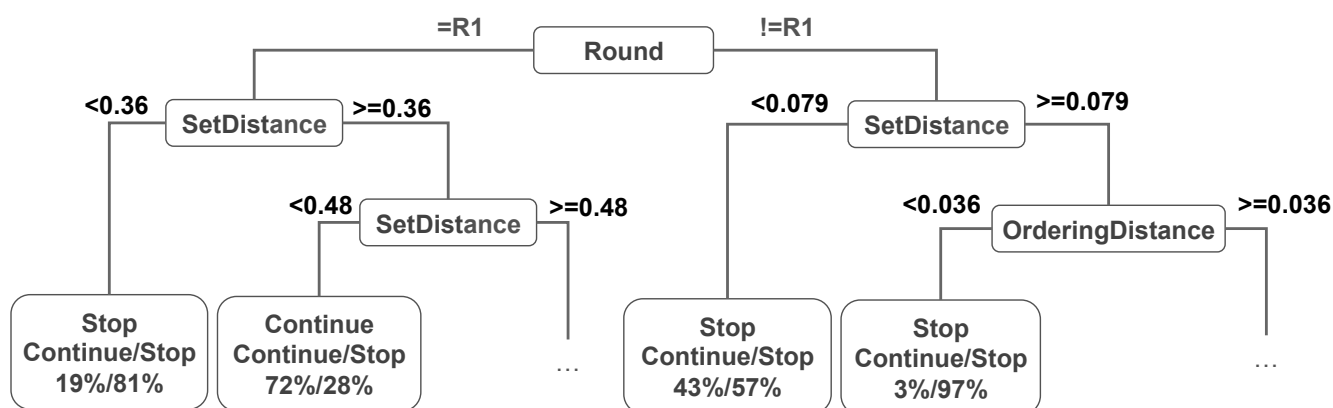 =R1
Round
!=R1
<0.36
SetDistance
>=0.36
<0.079
SetDistance
>=0.079
<0.48
SetDistance
>=0.48
<0.036
OrderingDistance
>=0.036
Stop
Continue/Stop
19%/81%
Continue
Continue/Stop
72%/28%
...
Stop
Continue/Stop
43%/57%
Stop
Continue/Stop
3%/97%
...